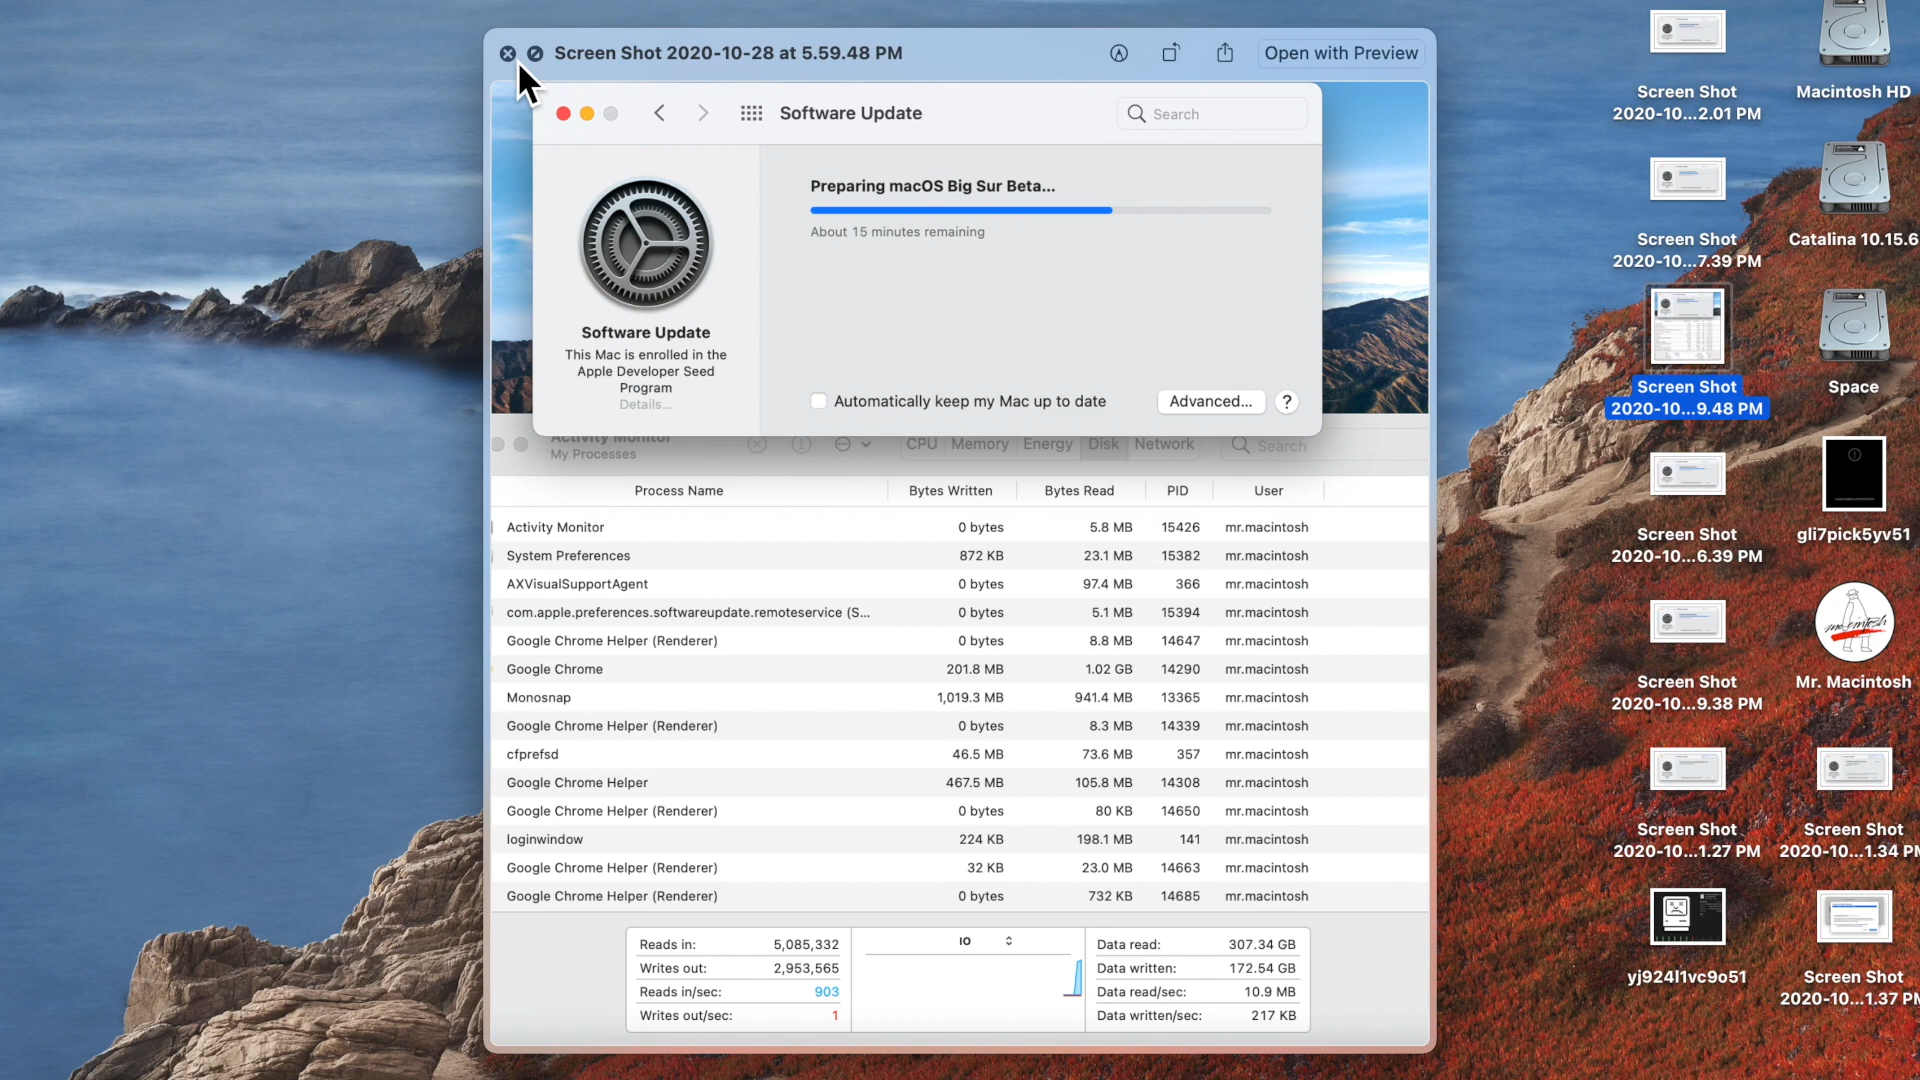 Screen Shot 2020-10-28 at 5.59.48 PM
Open with Preview
Software Update
Search
Preparing macOS Big Sur Beta...
About 15 minutes remaining
Software Update
This Mac is enrolled in the
Apple Developer Seed
Program
Details...
Automatically keep my Mac up to date
Advanced...
?
Activity Monitor
My Processes
CPU Memory Energy Disk Network
Search
Process Name Bytes Written Bytes Read PID User
Activity Monitor 0 bytes 5.8 MB 15426 mr.macintosh
System Preferences 872 KB 23.1 MB 15382 mr.macintosh
AXVisualSupportAgent 0 bytes 97.4 MB 366 mr.macintosh
com.apple.preferences.softwareupdate.remoteservice (S... 0 bytes 5.1 MB 15394 mr.macintosh
Google Chrome Helper (Renderer) 0 bytes 8.8 MB 14647 mr.macintosh
Google Chrome 201.8 MB 1.02 GB 14290 mr.macintosh
Monosnap 1,019.3 MB 941.4 MB 13365 mr.macintosh
Google Chrome Helper (Renderer) 0 bytes 8.3 MB 14339 mr.macintosh
cfprefsd 46.5 MB 73.6 MB 357 mr.macintosh
Google Chrome Helper 467.5 MB 105.8 MB 14308 mr.macintosh
Google Chrome Helper (Renderer) 0 bytes 80 KB 14650 mr.macintosh
loginwindow 224 KB 198.1 MB 141 mr.macintosh
Google Chrome Helper (Renderer) 32 KB 23.0 MB 14663 mr.macintosh
Google Chrome Helper (Renderer) 0 bytes 732 KB 14685 mr.macintosh
Reads in: 5,085,332
Writes out: 2,953,565
Reads in/sec: 903
Writes out/sec: 1
IO
Data read: 307.34 GB
Data written: 172.54 GB
Data read/sec: 10.9 MB
Data written/sec: 217 KB
Screen Shot
2020-10...2.01 PM
Macintosh HD
Screen Shot
2020-10...7.39 PM
Catalina 10.15.6
Screen Shot
2020-10...9.48 PM
Space
Screen Shot
2020-10...6.39 PM
gli7pick5yv51
Screen Shot
2020-10...9.38 PM
macintosh
Mr. Macintosh
Screen Shot
2020-10...1.27 PM
Screen Shot
2020-10...1.34 PM
yj924l1vc9o51
Screen Shot
2020-10...1.37 PM